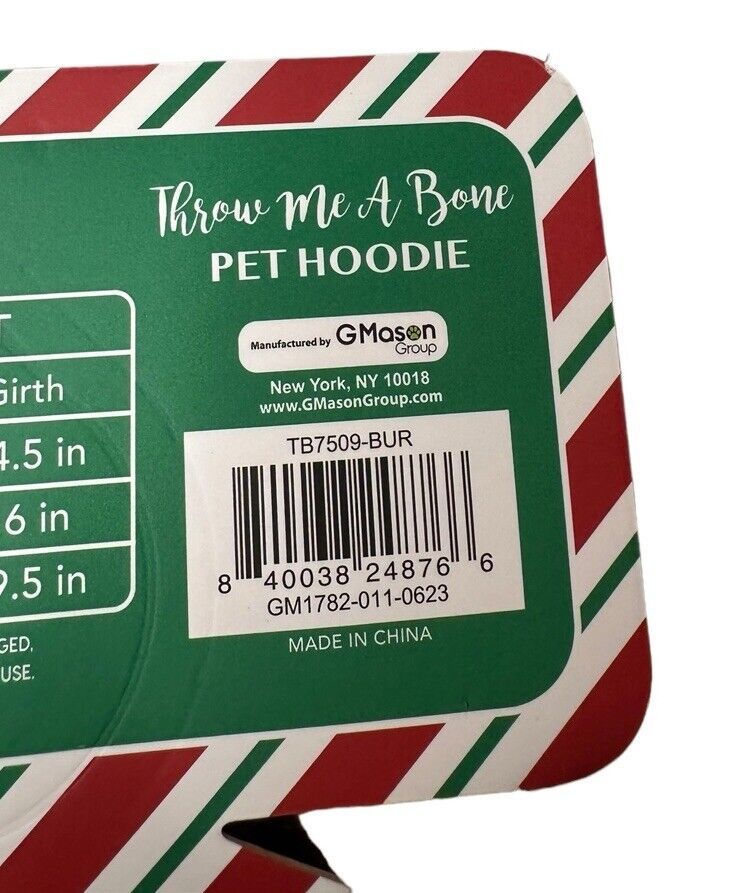 Throw Me A Bone
PET HOODIE
Manufactured by GMason
Group
New York, NY 10018
www.GMasonGroup.com
TB7509-BUR
8 40038 24876 6
GM1782-011-0623
MADE IN CHINA
T
Girth
4.5 in
6 in
9.5 in
GED,
USE.